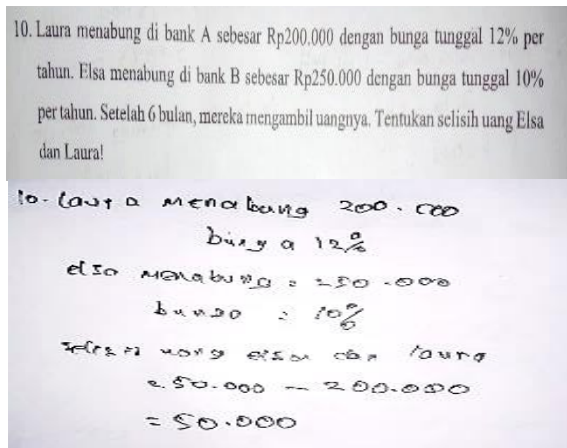 10. Laura menabung di bank A sebesar Rp200.000 dengan bunga tunggal 12% per
tahun. Elsa menabung di bank B sebesar Rp250.000 dengan bunga tunggal 10%
per tahun. Setelah 6 bulan, mereka mengambil uangnya. Tentukan selisih uang Elsa
dan Laura!
10. Laura menabung 200.000
bunga 12%
elsa menabung = 250.000
bunga = 10%
selisih uang elsa dan laura
250.000 - 200.000
= 50.000